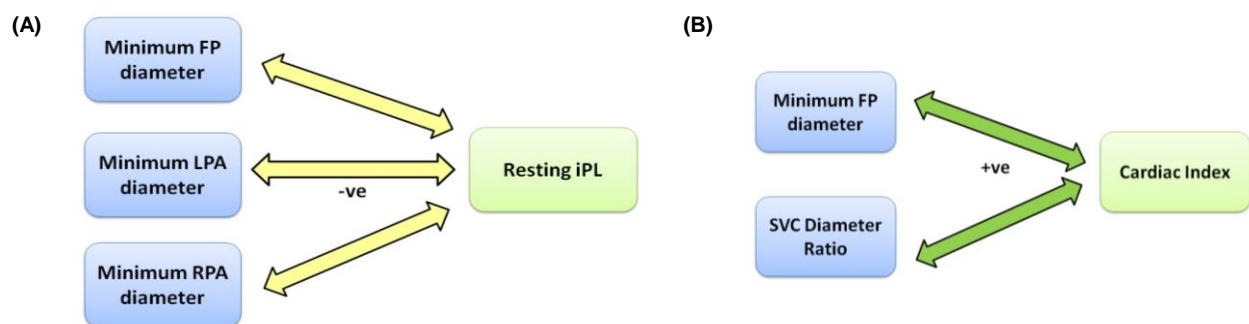 (A)
Minimum FP
diameter
Minimum LPA
diameter
Minimum RPA
diameter
-ve
Resting iPL
(B)
Minimum FP
diameter
SVC Diameter
Ratio
+ve
Cardiac Index